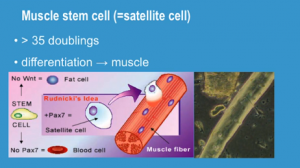 Muscle stem cell (=satellite cell)
• > 35 doublings
• differentiation → muscle
No Wnt =
Fat cell
Rudnicki's Idea
STEM
CELL
+Pax7 =
Satellite cell
No Pax7 =
Blood cell
Muscle fiber